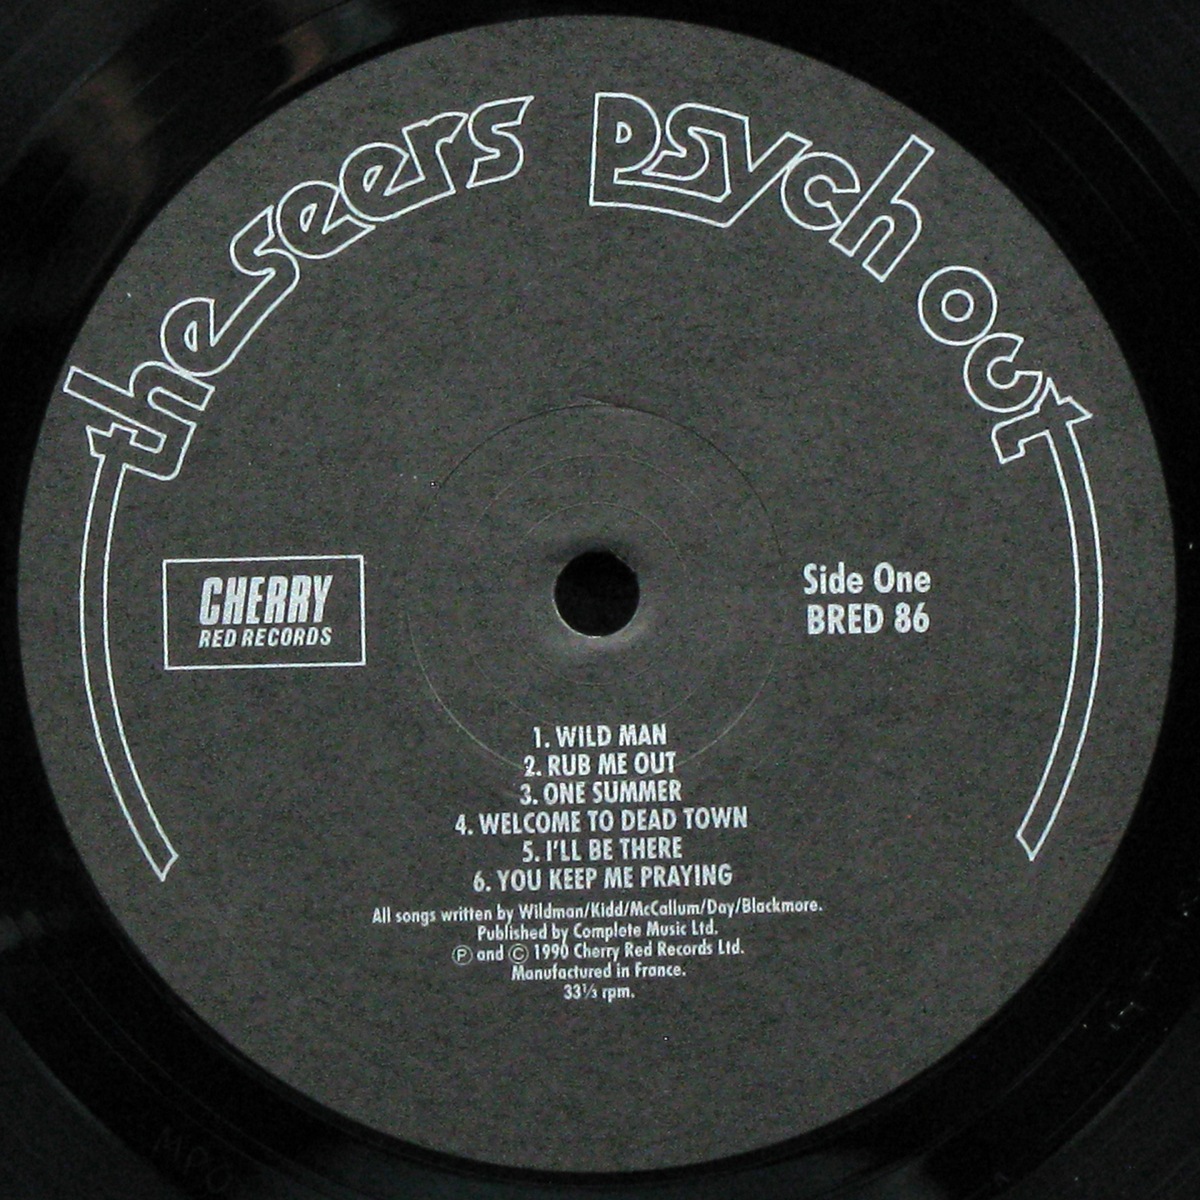 the seers psych out
CHERRY
RED RECORDS
Side One
BRED 86
1. WILD MAN
2. RUB ME OUT
3. ONE SUMMER
4. WELCOME TO DEAD TOWN
5. I'LL BE THERE
6. YOU KEEP ME PRAYING
All songs written by Wildman/Kidd/McCallum/Day/Blackmore.
Published by Complete Music Ltd.
Ⓟ and © 1990 Cherry Red Records Ltd.
Manufactured in France.
33⅓ rpm.
MPO